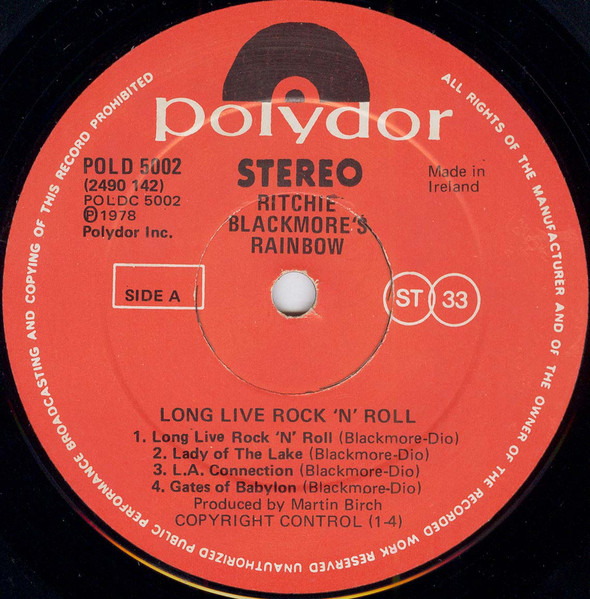 polydor
POLD 5002
(2490 142)
POLDC 5002
Ⓟ1978
Polydor Inc.
STEREO
RITCHIE
BLACKMORE'S
RAINBOW
Made in
Ireland
SIDE A
ST 33
LONG LIVE ROCK 'N' ROLL
1. Long Live Rock 'N' Roll (Blackmore-Dio)
2. Lady of The Lake (Blackmore-Dio)
3. L.A. Connection (Blackmore-Dio)
4. Gates of Babylon (Blackmore-Dio)
Produced by Martin Birch
COPYRIGHT CONTROL (1-4)
ALL RIGHTS OF THE MANUFACTURER AND OF THE OWNER OF THE RECORDED WORK RESERVED UNAUTHORIZED PUBLIC PERFORMANCE BROADCASTING AND COPYING OF THIS RECORD PROHIBITED